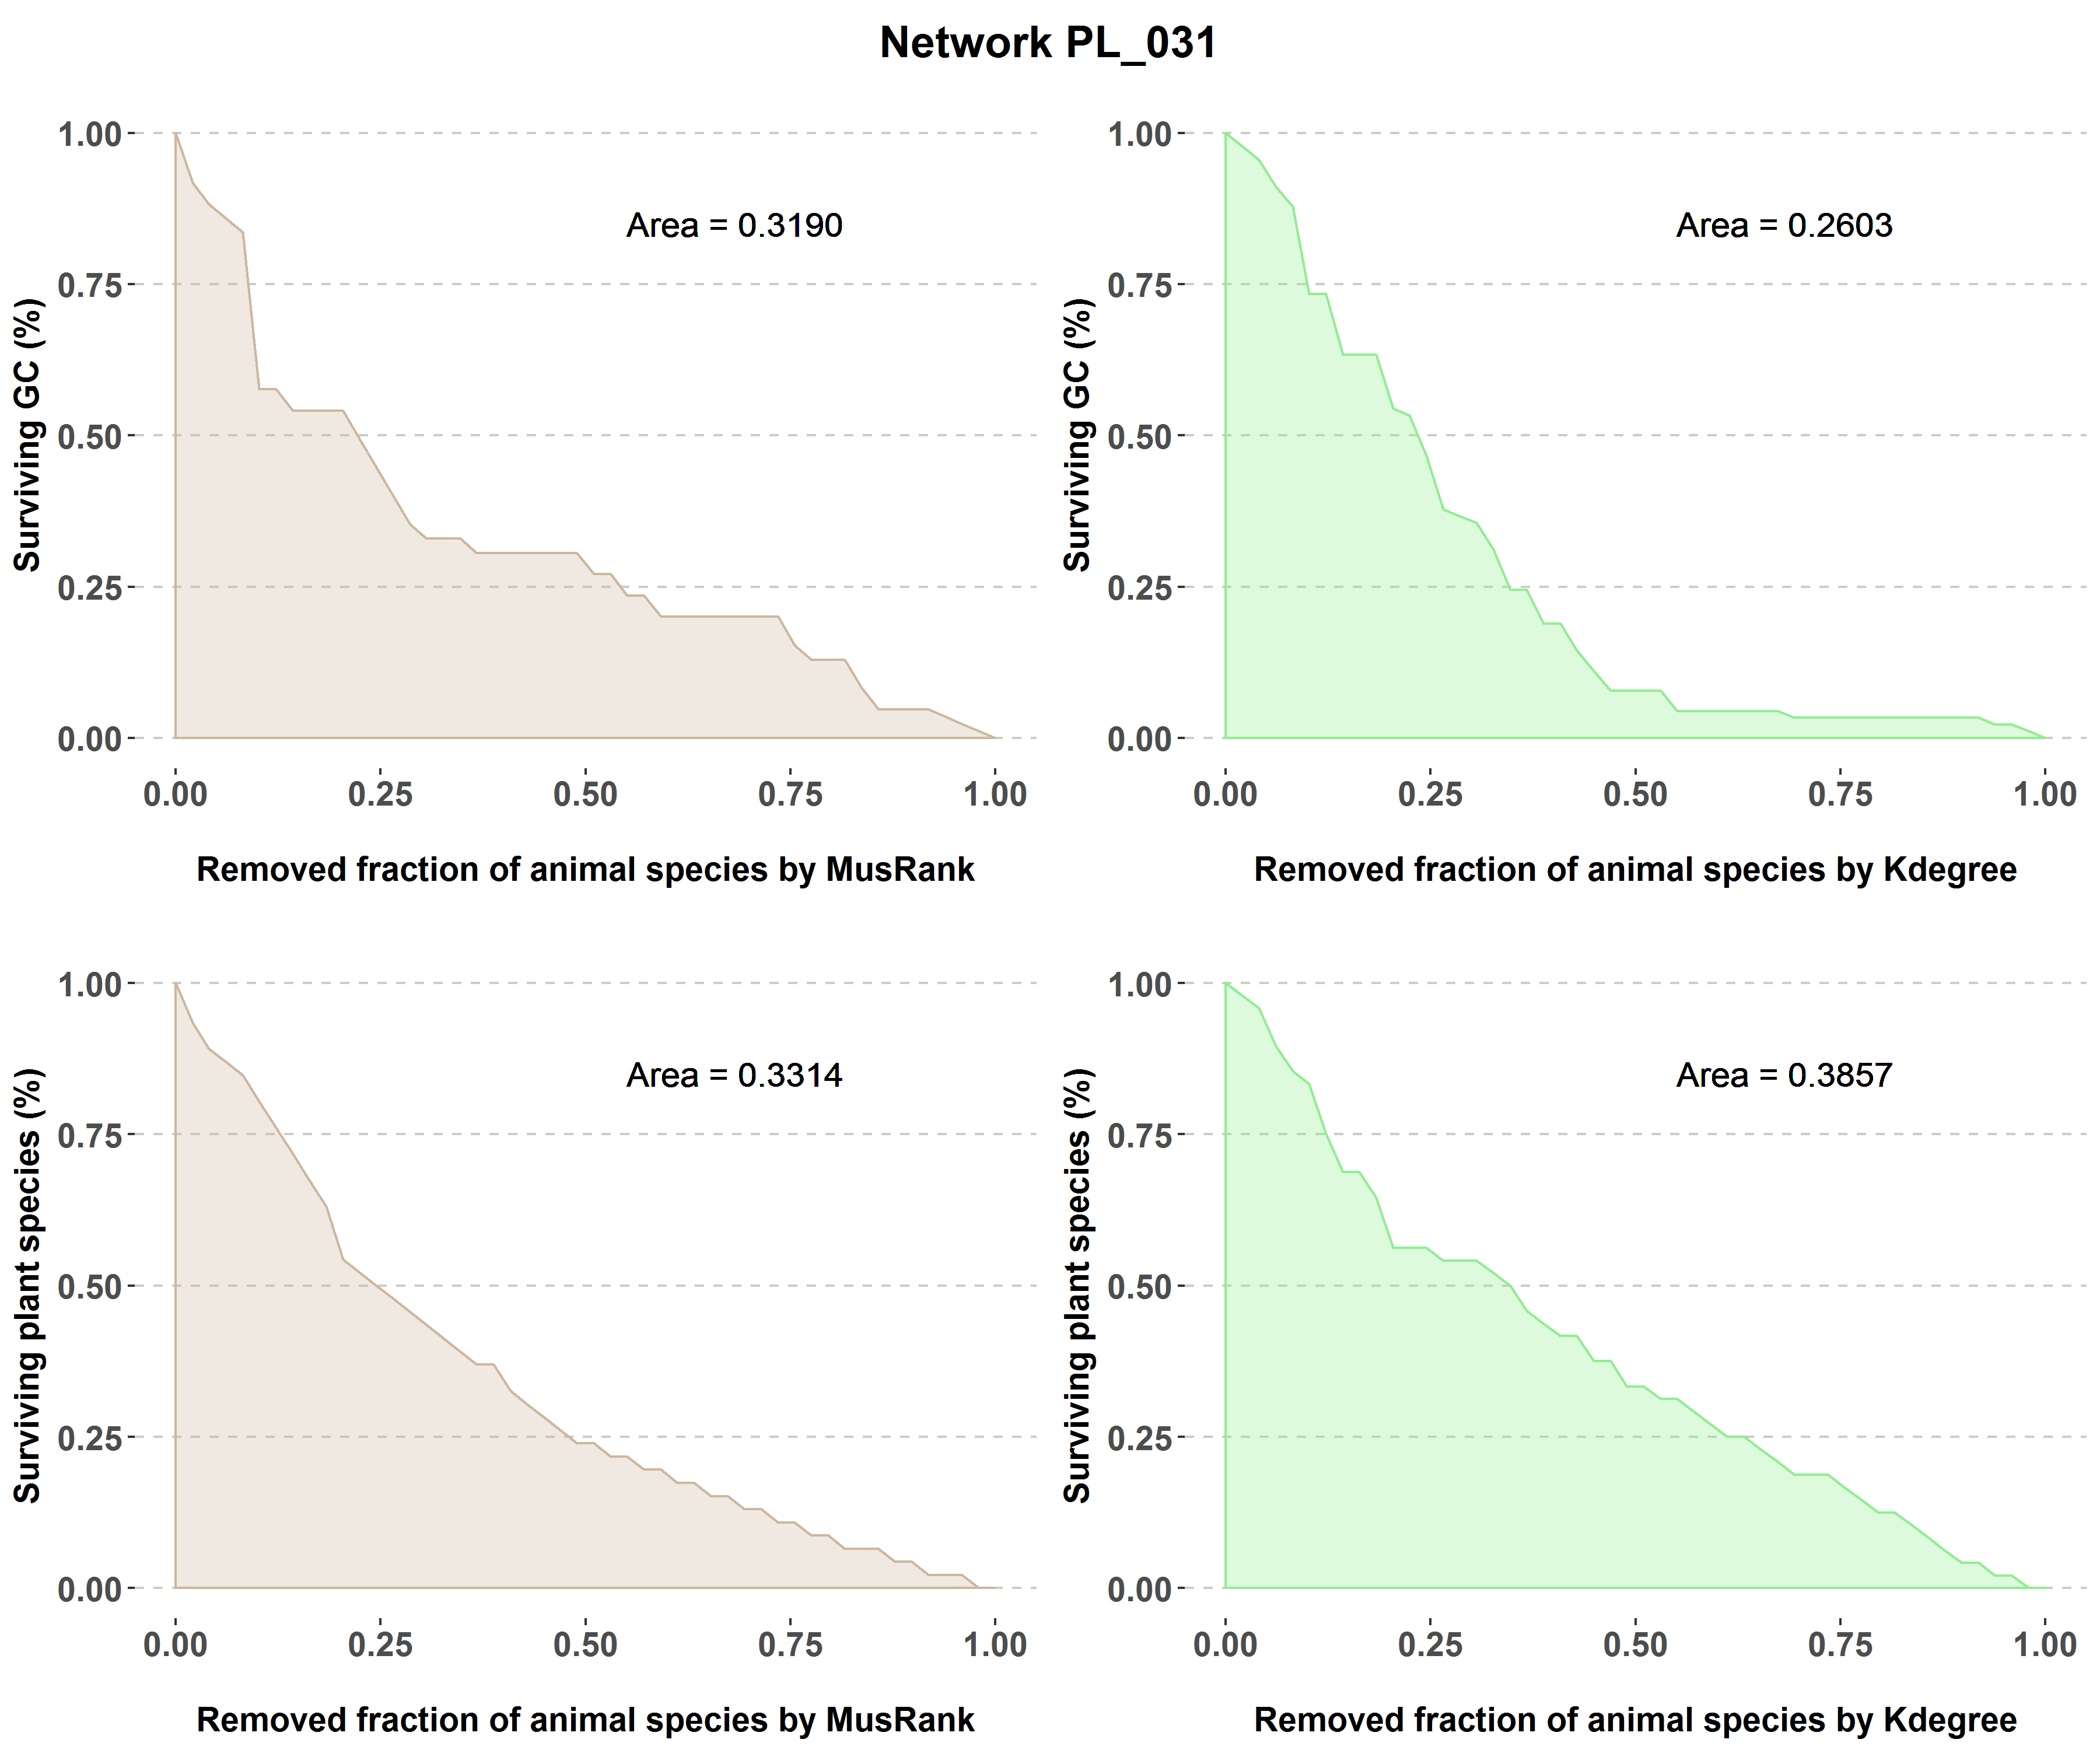 Network PL_031
Surviving GC (%)
1.00
0.75
0.50
0.25
0.00
Area = 0.3190
0.00 0.25 0.50 0.75 1.00
Removed fraction of animal species by MusRank
Surviving GC (%)
1.00
0.75
0.50
0.25
0.00
Area = 0.2603
0.00 0.25 0.50 0.75 1.00
Removed fraction of animal species by Kdegree
Surviving plant species (%)
1.00
0.75
0.50
0.25
0.00
Area = 0.3314
0.00 0.25 0.50 0.75 1.00
Removed fraction of animal species by MusRank
Surviving plant species (%)
1.00
0.75
0.50
0.25
0.00
Area = 0.3857
0.00 0.25 0.50 0.75 1.00
Removed fraction of animal species by Kdegree